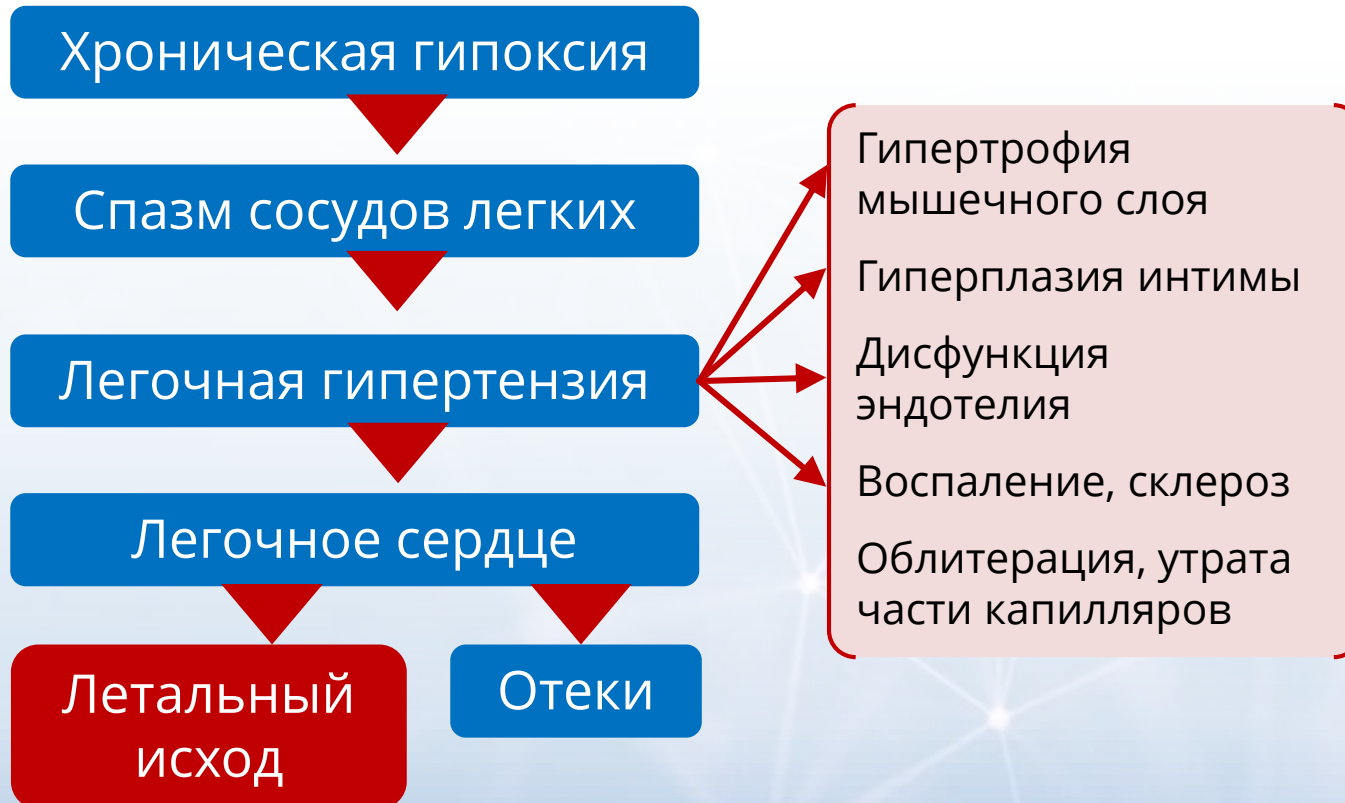 Хроническая гипоксия
Спазм сосудов легких
Легочная гипертензия
Легочное сердце
Летальный
исход
Отеки
Гипертрофия
мышечного слоя
Гиперплазия интимы
Дисфункция
эндотелия
Воспаление, склероз
Облитерация, утрата
части капилляров